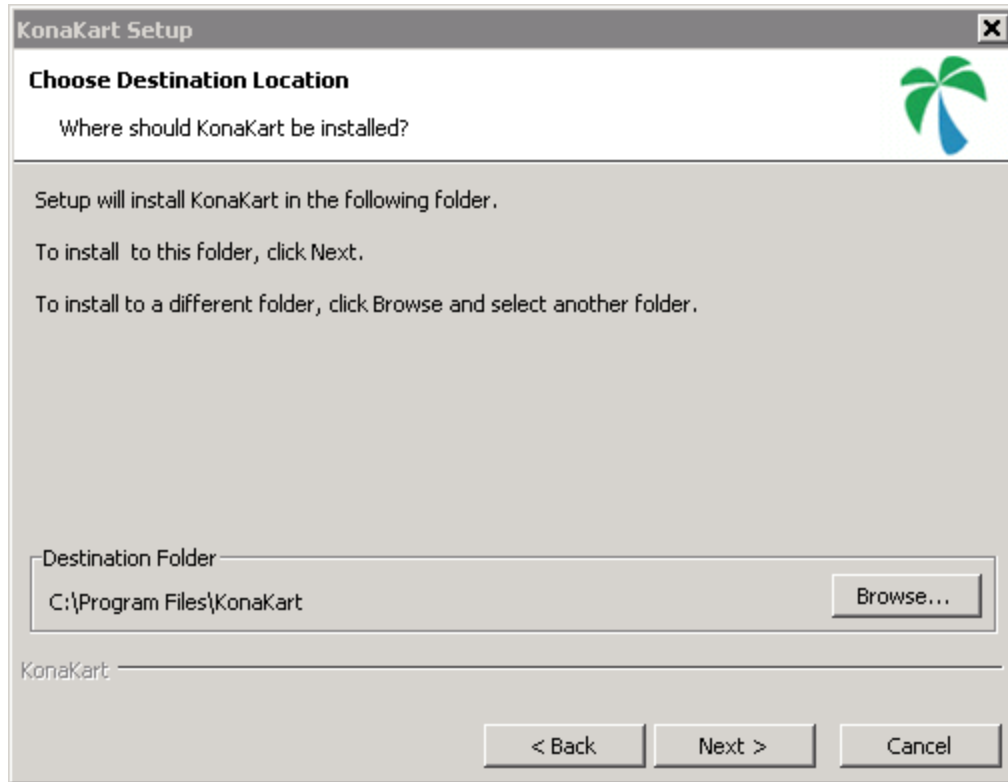 KonaKart Setup
Choose Destination Location
Where should KonaKart be installed?
Setup will install KonaKart in the following folder.
To install  to this folder, click Next.
To install to a different folder, click Browse and select another folder.
Destination Folder
C:\Program Files\KonaKart
Browse...
KonaKart
< Back
Next >
Cancel